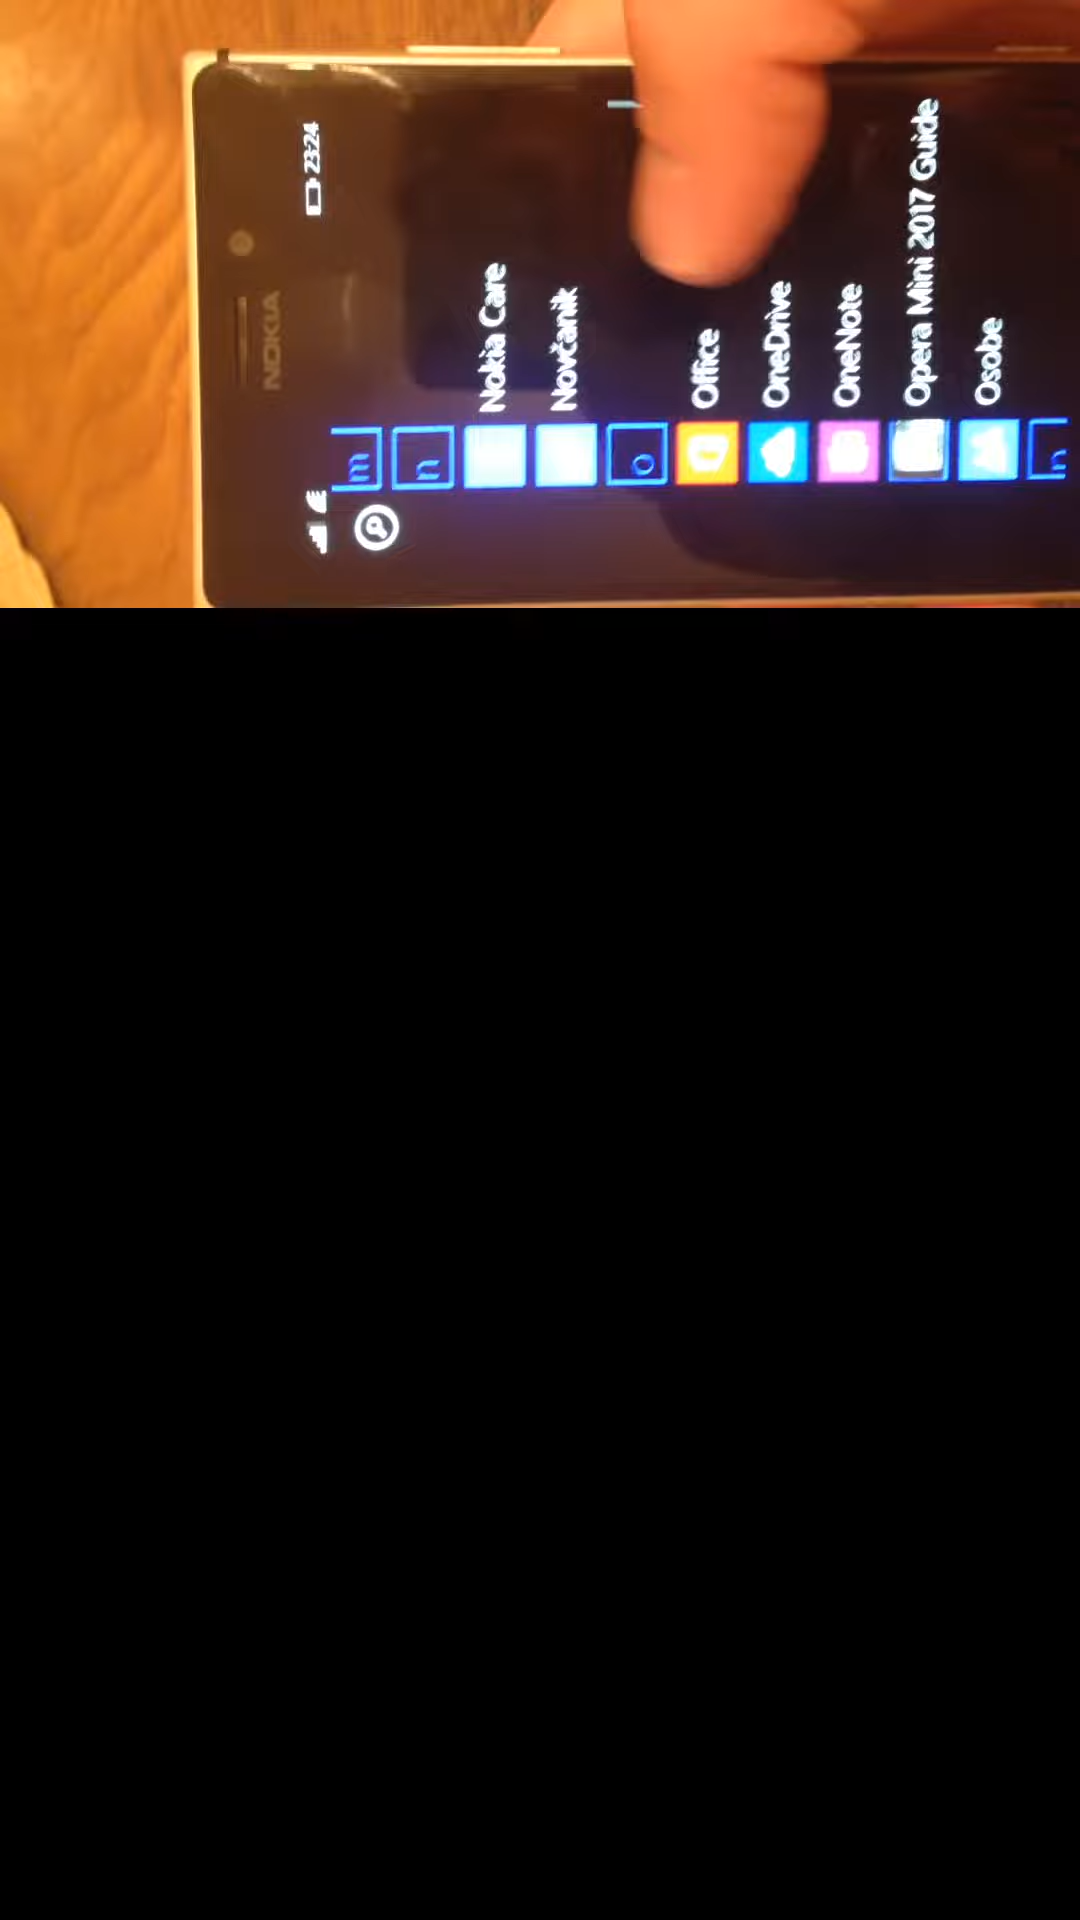 NOKIA
23:24
m
n
Nokia Care
Novčanik
o
Office
OneDrive
OneNote
Opera Mini 2017 Guide
Osobe